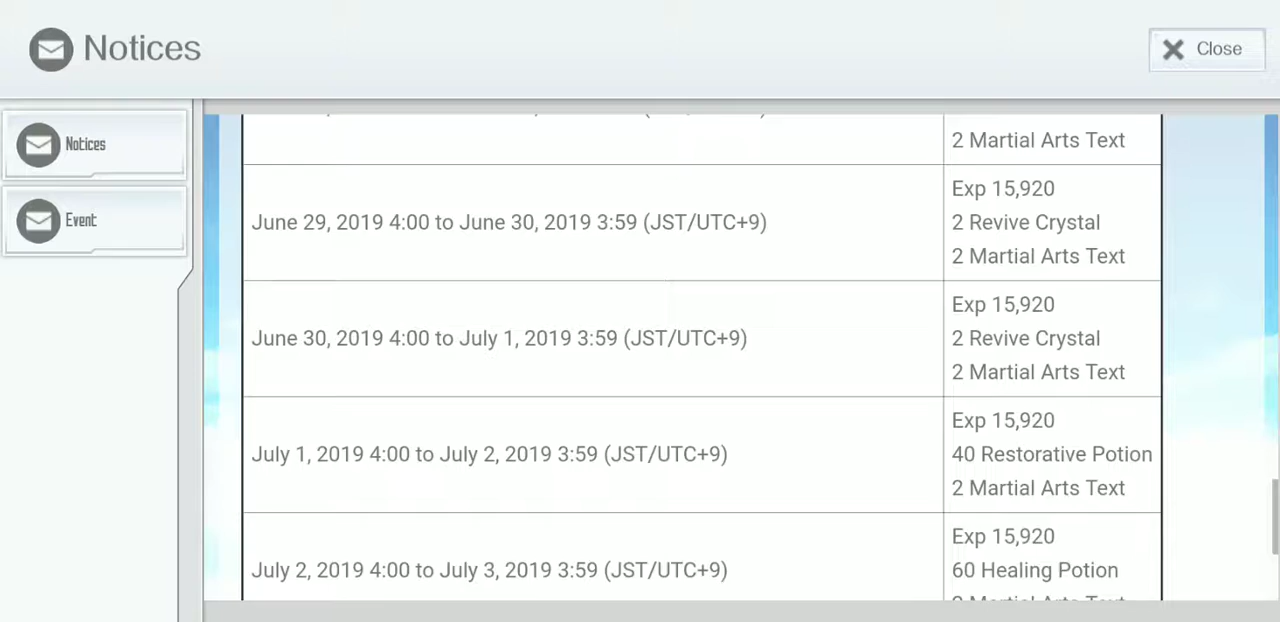 Notices
Close
Notices
Event
2 Martial Arts Text
June 29, 2019 4:00 to June 30, 2019 3:59 (JST/UTC+9)
Exp 15,920
2 Revive Crystal
2 Martial Arts Text
June 30, 2019 4:00 to July 1, 2019 3:59 (JST/UTC+9)
Exp 15,920
2 Revive Crystal
2 Martial Arts Text
July 1, 2019 4:00 to July 2, 2019 3:59 (JST/UTC+9)
Exp 15,920
40 Restorative Potion
2 Martial Arts Text
July 2, 2019 4:00 to July 3, 2019 3:59 (JST/UTC+9)
Exp 15,920
60 Healing Potion
2 Martial Arts Text